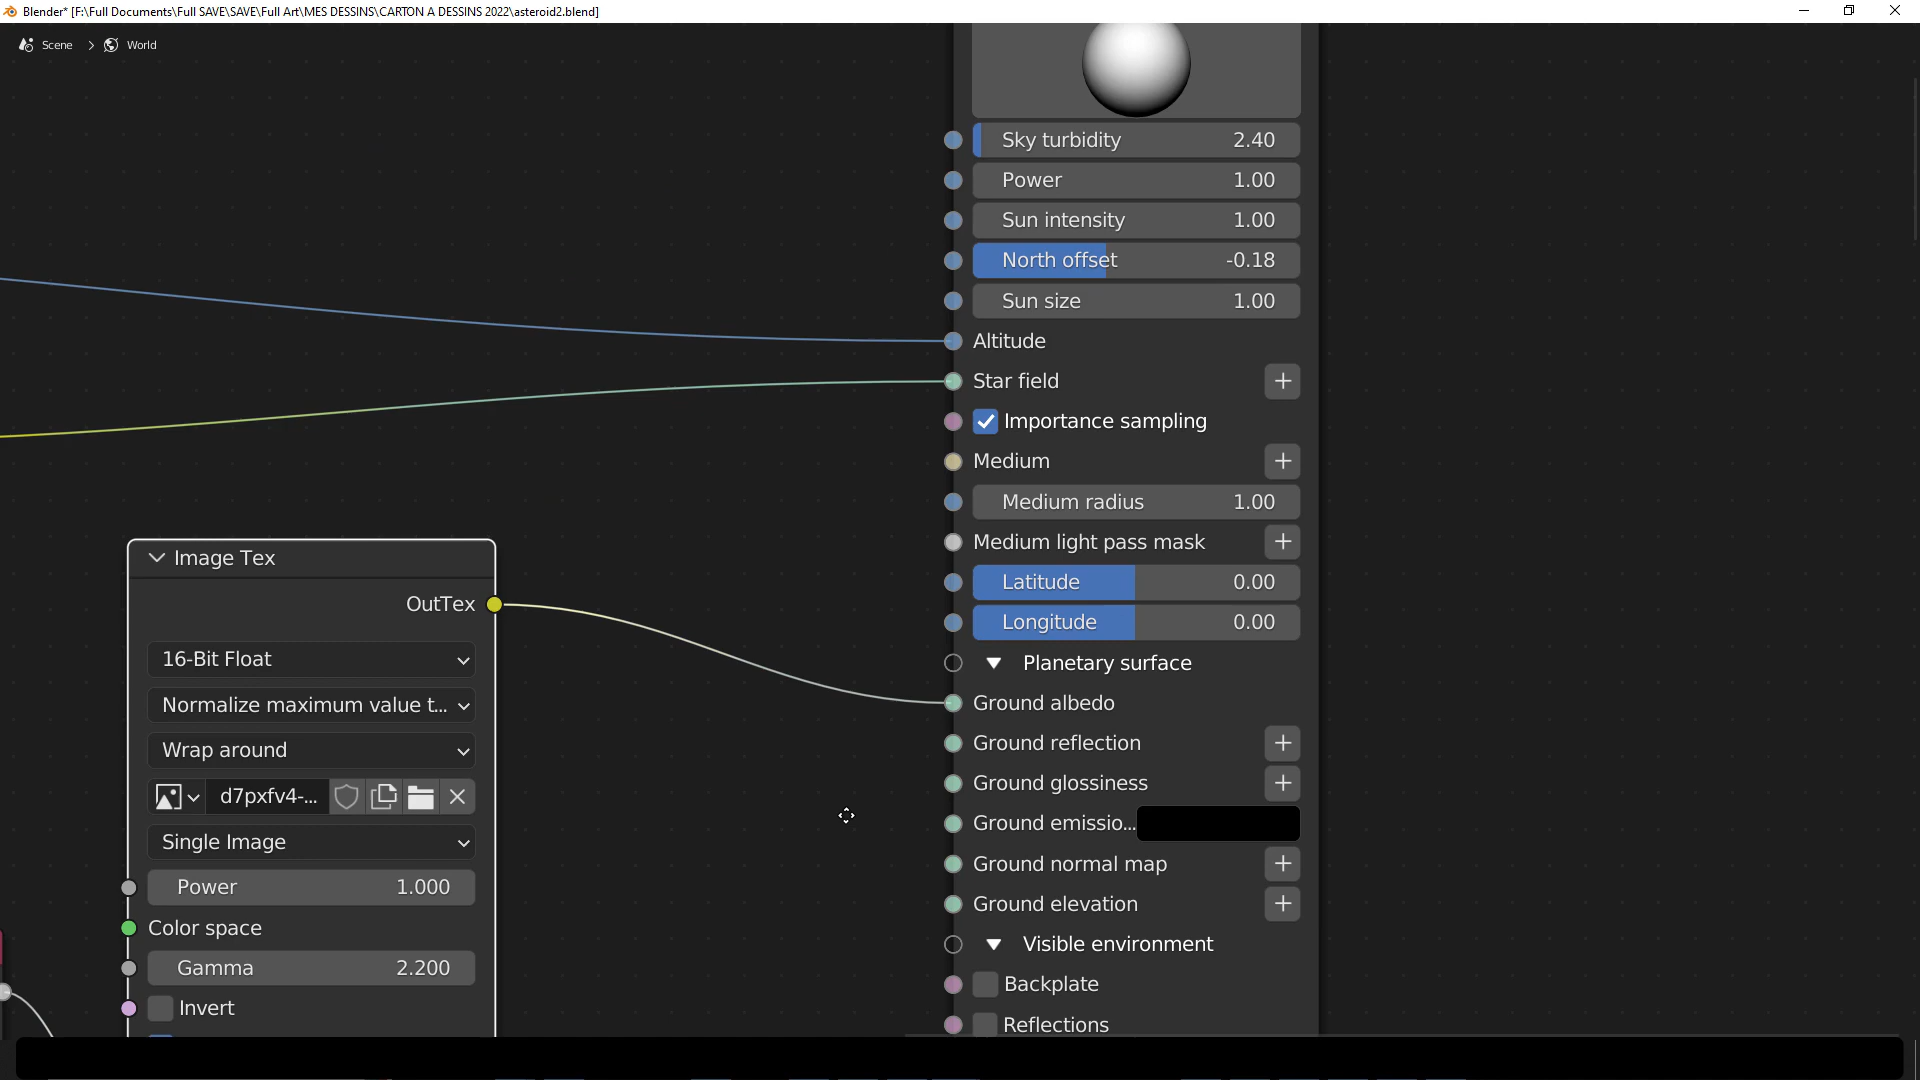 Blender* [F:\Full Documents\Full SAVE\SAVE\Full Art\MES DESSINS\CARTON A DESSINS 2022\asteroid2.blend]
Scene > World
Sky turbidity 2.40
Power 1.00
Sun intensity 1.00
North offset -0.18
Sun size 1.00
Altitude
Star field +
Importance sampling
Medium +
Medium radius 1.00
Medium light pass mask +
Latitude 0.00
Longitude 0.00
Planetary surface
Ground albedo
Ground reflection +
Ground glossiness +
Ground emissio...
Ground normal map +
Ground elevation +
Visible environment
Backplate
Reflections
Image Tex
OutTex
16-Bit Float
Normalize maximum value t...
Wrap around
d7pxfv4-...
Single Image
Power 1.000
Color space
Gamma 2.200
Invert